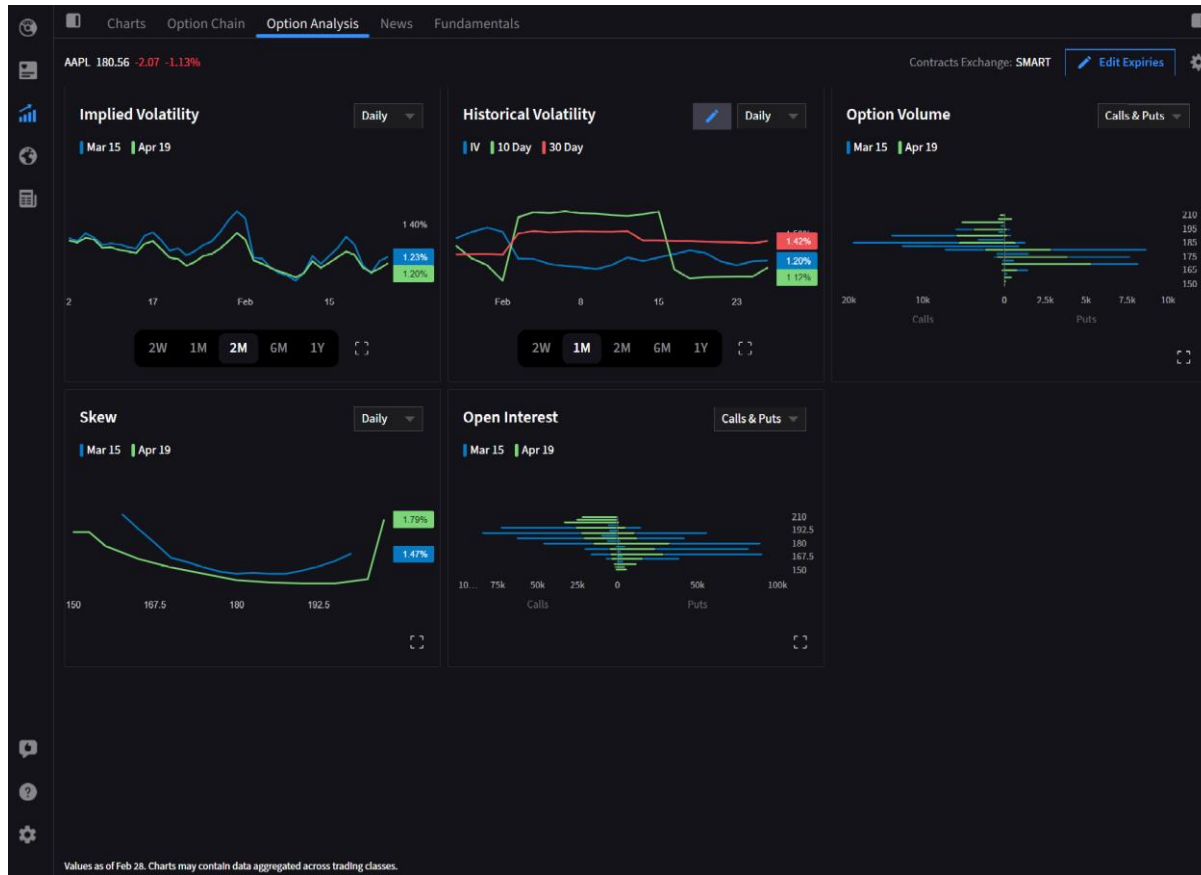 Charts Option Chain Option Analysis News Fundamentals
AAPL 180.56 -2.07 -1.13% Contracts Exchange: SMART Edit Expiries
Implied Volatility Daily
Mar 15 Apr 19
1.40%
1.23%
1.20%
2 17 Feb 15
2W 1M 2M 6M 1Y
Historical Volatility Daily
IV 10 Day 30 Day
1.42%
1.20%
1.12%
Feb 8 15 23
2W 1M 2M 6M 1Y
Option Volume Calls & Puts
Mar 15 Apr 19
210
195
185
175
165
150
20k 10k 0 2.5k 5k 7.5k 10k
Calls Puts
Skew Daily
Mar 15 Apr 19
1.79%
1.47%
150 167.5 180 192.5
Open Interest Calls & Puts
Mar 15 Apr 19
210
192.5
180
167.5
150
10... 75k 50k 25k 0 50k 100k
Calls Puts
Values as of Feb 28. Charts may contain data aggregated across trading classes.